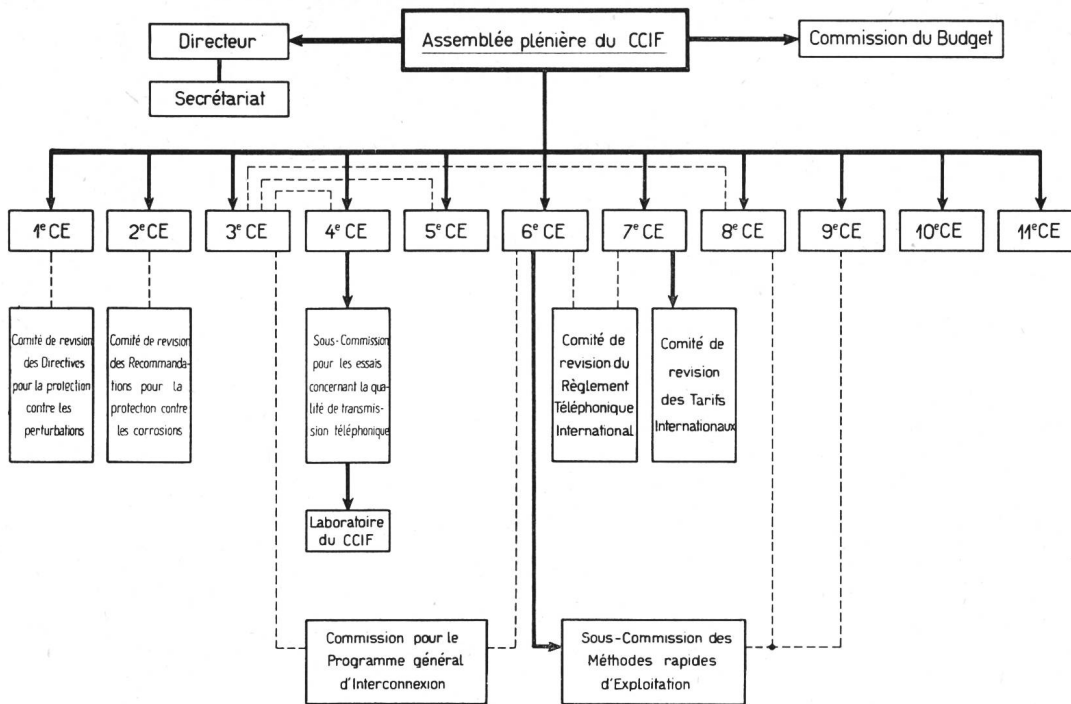 Directeur
Assemblée plénière du CCIF
Commission du Budget
Secrétariat
1e CE
2e CE
3e CE
4e CE
5e CE
6e CE
7e CE
8e CE
9e CE
10e CE
11e CE
Comité de revision
des Directives
pour la protection
contre les
perturbations
Comité de revision
des Recommanda-
tions pour la
protection contre
les corrosions
Sous-Commission
pour les essais
concernant la qua-
lité de transmis-
sion téléphonique
Comité de
revision du
Règlement
Téléphonique
International
Comité de
revision
des Tarifs
Internationaux
Laboratoire
du CCIF
Commission pour le
Programme général
d'Interconnexion
Sous-Commission des
Méthodes rapides
d'Exploitation